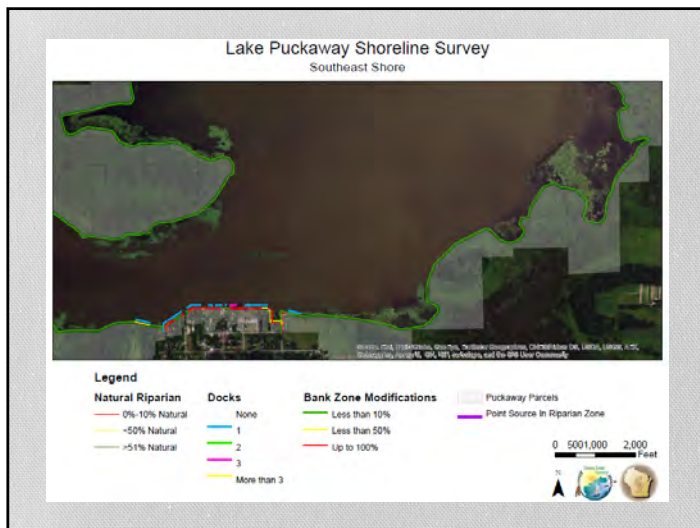 Lake Puckaway Shoreline Survey
Southeast Shore
Legend
Natural Riparian
0%-10% Natural
<50% Natural
>51% Natural
Docks
None
1
2
3
More than 3
Bank Zone Modifications
Less than 10%
Less than 50%
Up to 100%
Puckaway Parcels
Point Source In Riparian Zone
0 5001,000 2,000
Feet
N